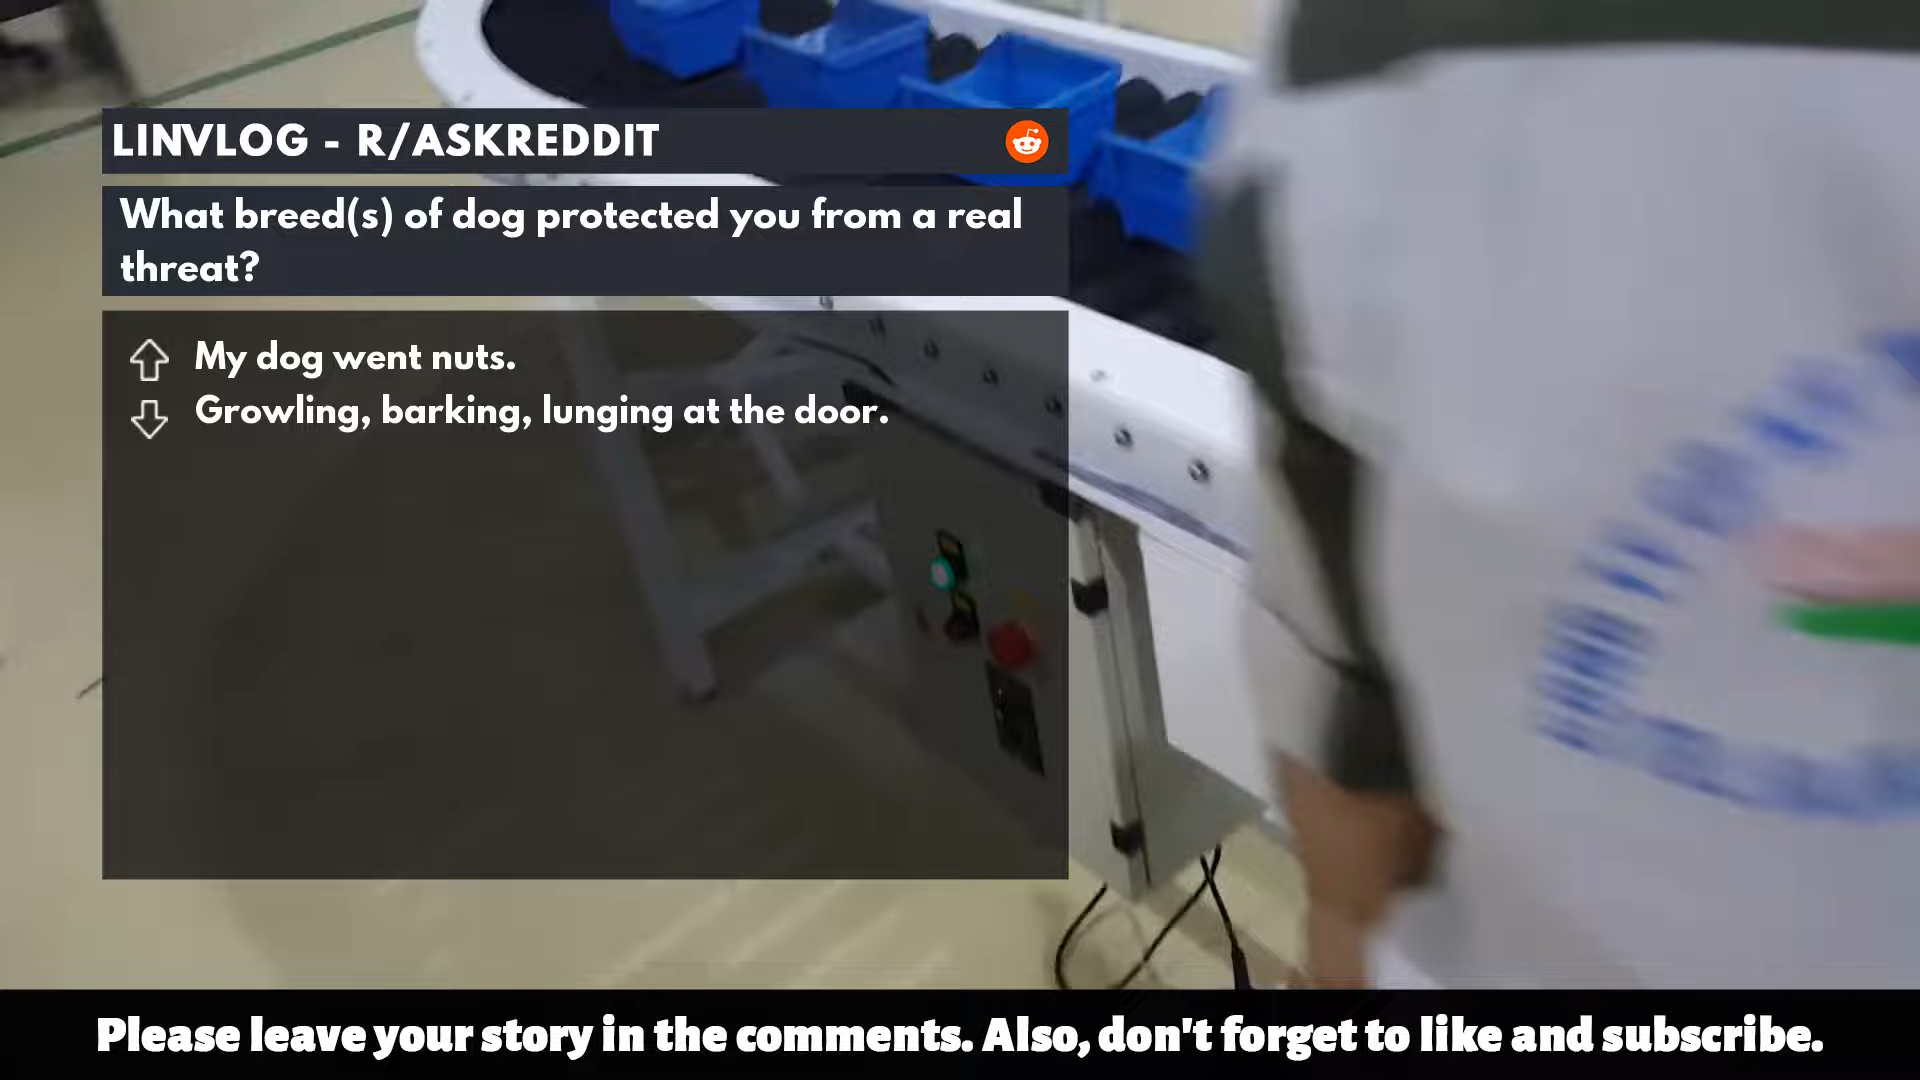 LINVLOG - R/ASKREDDIT
What breed(s) of dog protected you from a real
threat?
My dog went nuts.
Growling, barking, lunging at the door.
Please leave your story in the comments. Also, don't forget to like and subscribe.